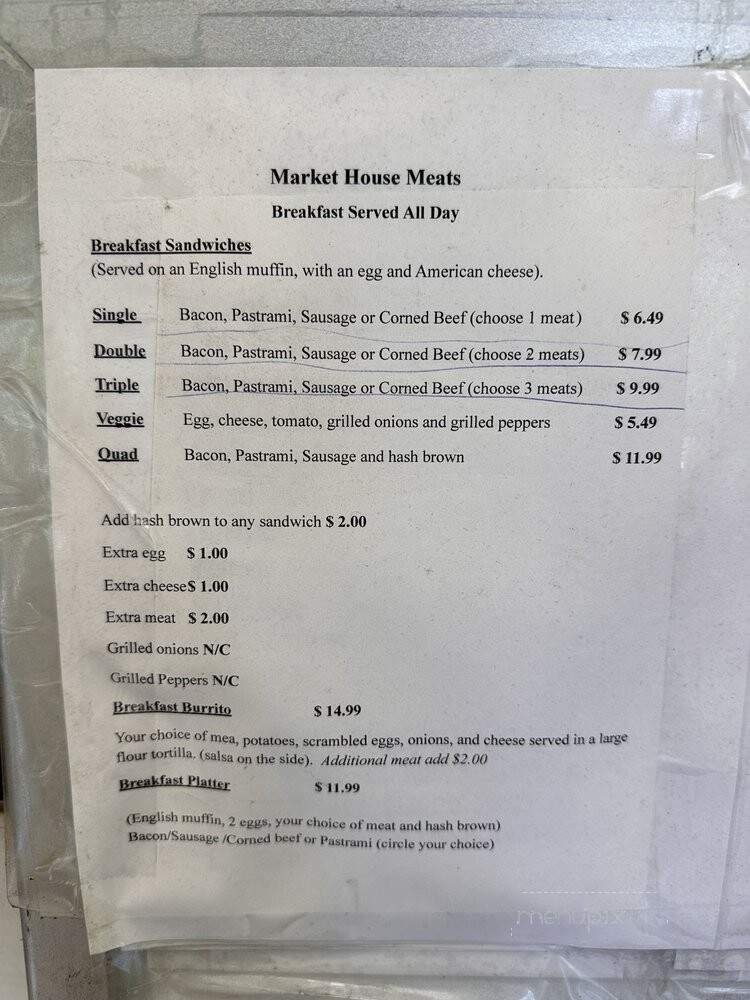 Market House Meats
Breakfast Served All Day
Breakfast Sandwiches
(Served on an English muffin, with an egg and American cheese).
Single Bacon, Pastrami, Sausage or Corned Beef (choose 1 meat) $ 6.49
Double Bacon, Pastrami, Sausage or Corned Beef (choose 2 meats) $ 7.99
Triple Bacon, Pastrami, Sausage or Corned Beef (choose 3 meats) $ 9.99
Veggie Egg, cheese, tomato, grilled onions and grilled peppers $ 5.49
Quad Bacon, Pastrami, Sausage and hash brown $ 11.99
Add hash brown to any sandwich $ 2.00
Extra egg $ 1.00
Extra cheese $ 1.00
Extra meat $ 2.00
Grilled onions N/C
Grilled Peppers N/C
Breakfast Burrito $ 14.99
Your choice of mea, potatoes, scrambled eggs, onions, and cheese served in a large
flour tortilla. (salsa on the side). Additional meat add $2.00
Breakfast Platter $ 11.99
(English muffin, 2 eggs, your choice of meat and hash brown)
Bacon/Sausage /Corned beef or Pastrami (circle your choice)
menupix